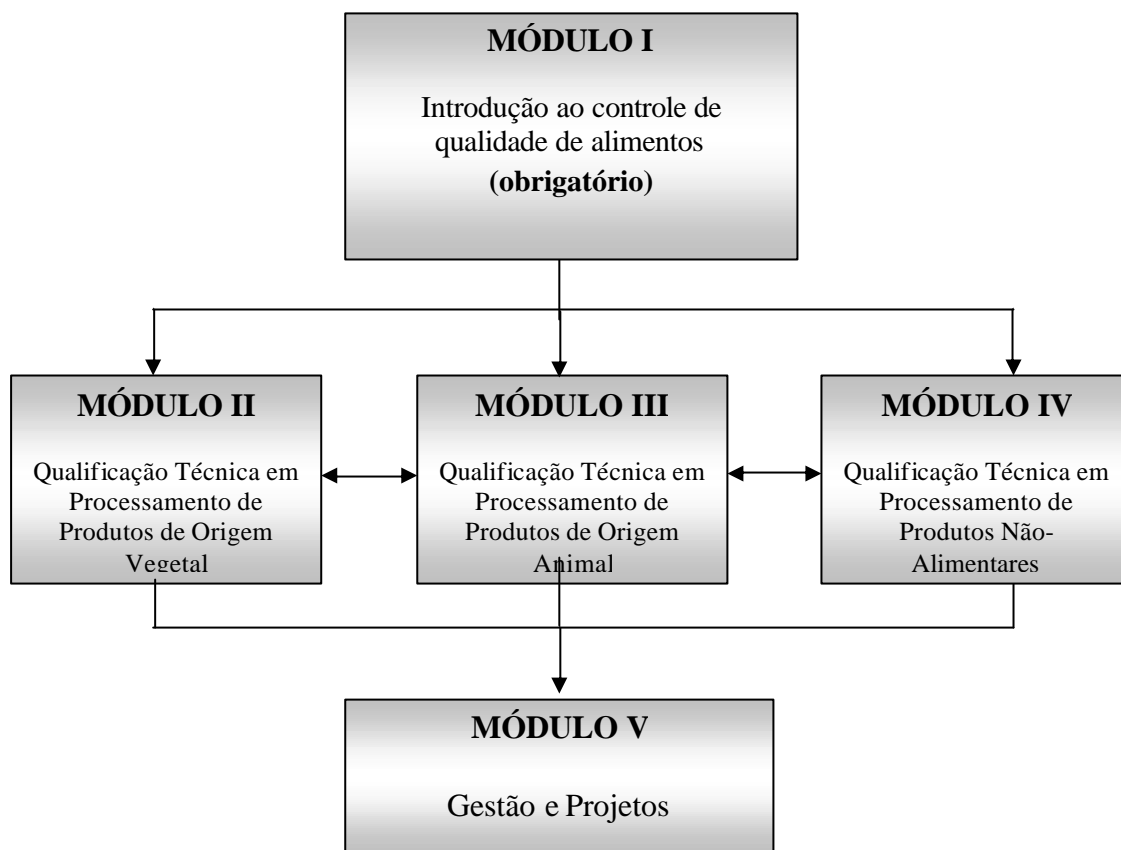 MÓDULO I
Introdução ao controle de
qualidade de alimentos
(obrigatório)
MÓDULO II
Qualificação Técnica em
Processamento de
Produtos de Origem
Vegetal
MÓDULO III
Qualificação Técnica em
Processamento de
Produtos de Origem
Animal
MÓDULO IV
Qualificação Técnica em
Processamento de
Produtos Não-
Alimentares
MÓDULO V
Gestão e Projetos